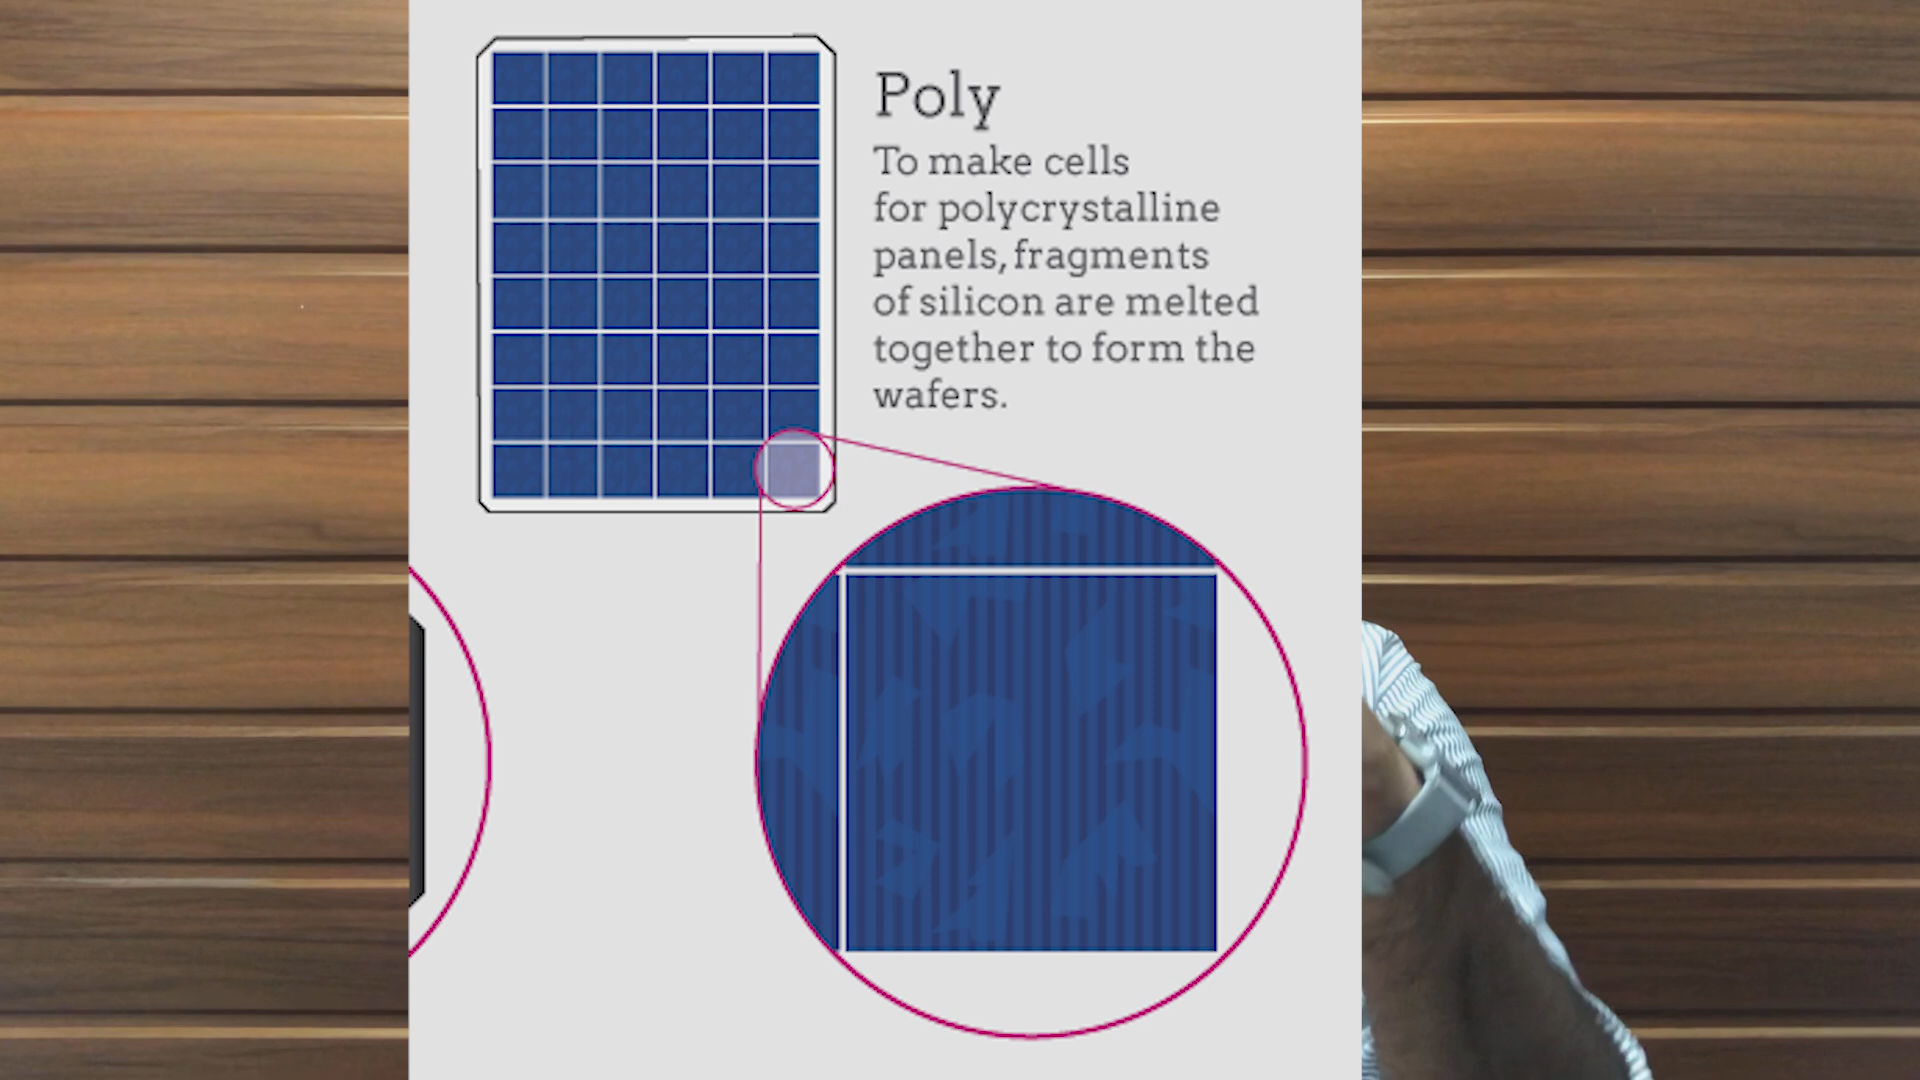 Poly
To make cells
for polycrystalline
panels, fragments
of silicon are melted
together to form the
wafers.